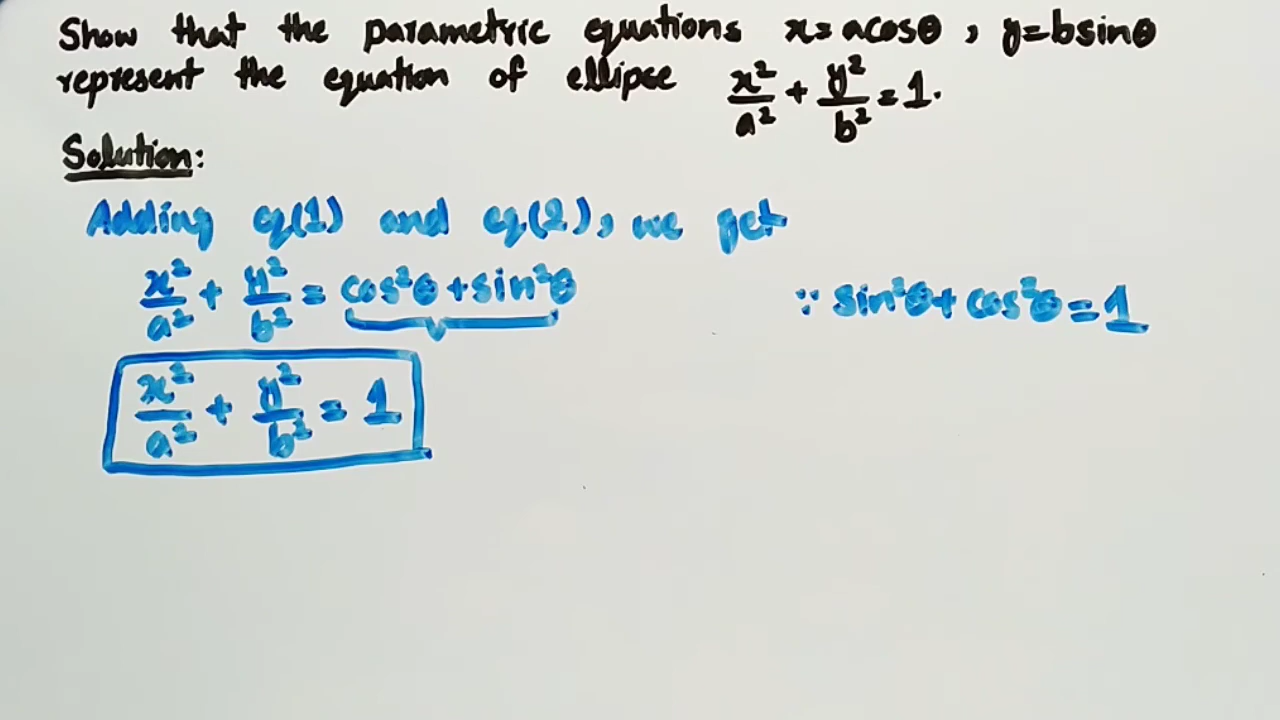 Show that the parametric equations x=acosθ, y=bsinθ
represent the equation of ellipse x²/a² + y²/b² = 1.
Solution:
Adding eq(1) and eq(2), we get
x²/a² + y²/b² = cos²θ + sin²θ ∵ sin²θ + cos²θ = 1
x²/a² + y²/b² = 1